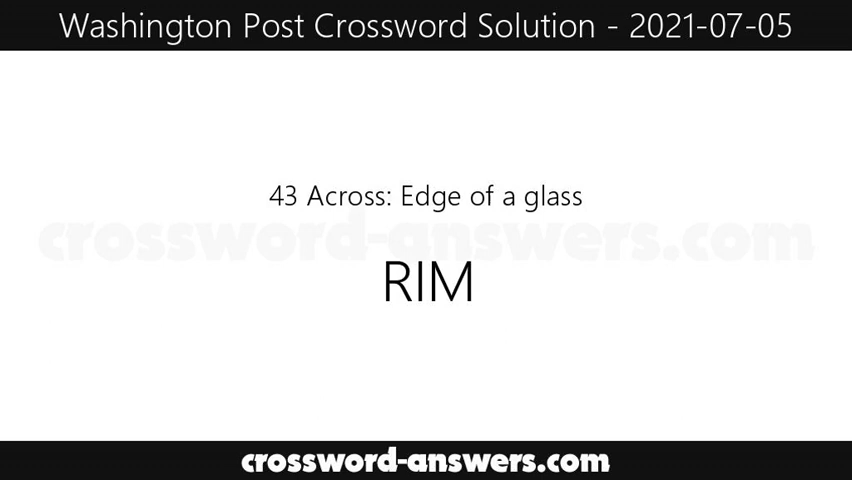 Washington Post Crossword Solution - 2021-07-05
43 Across: Edge of a glass
crossword-answers.com
RIM
crossword-answers.com